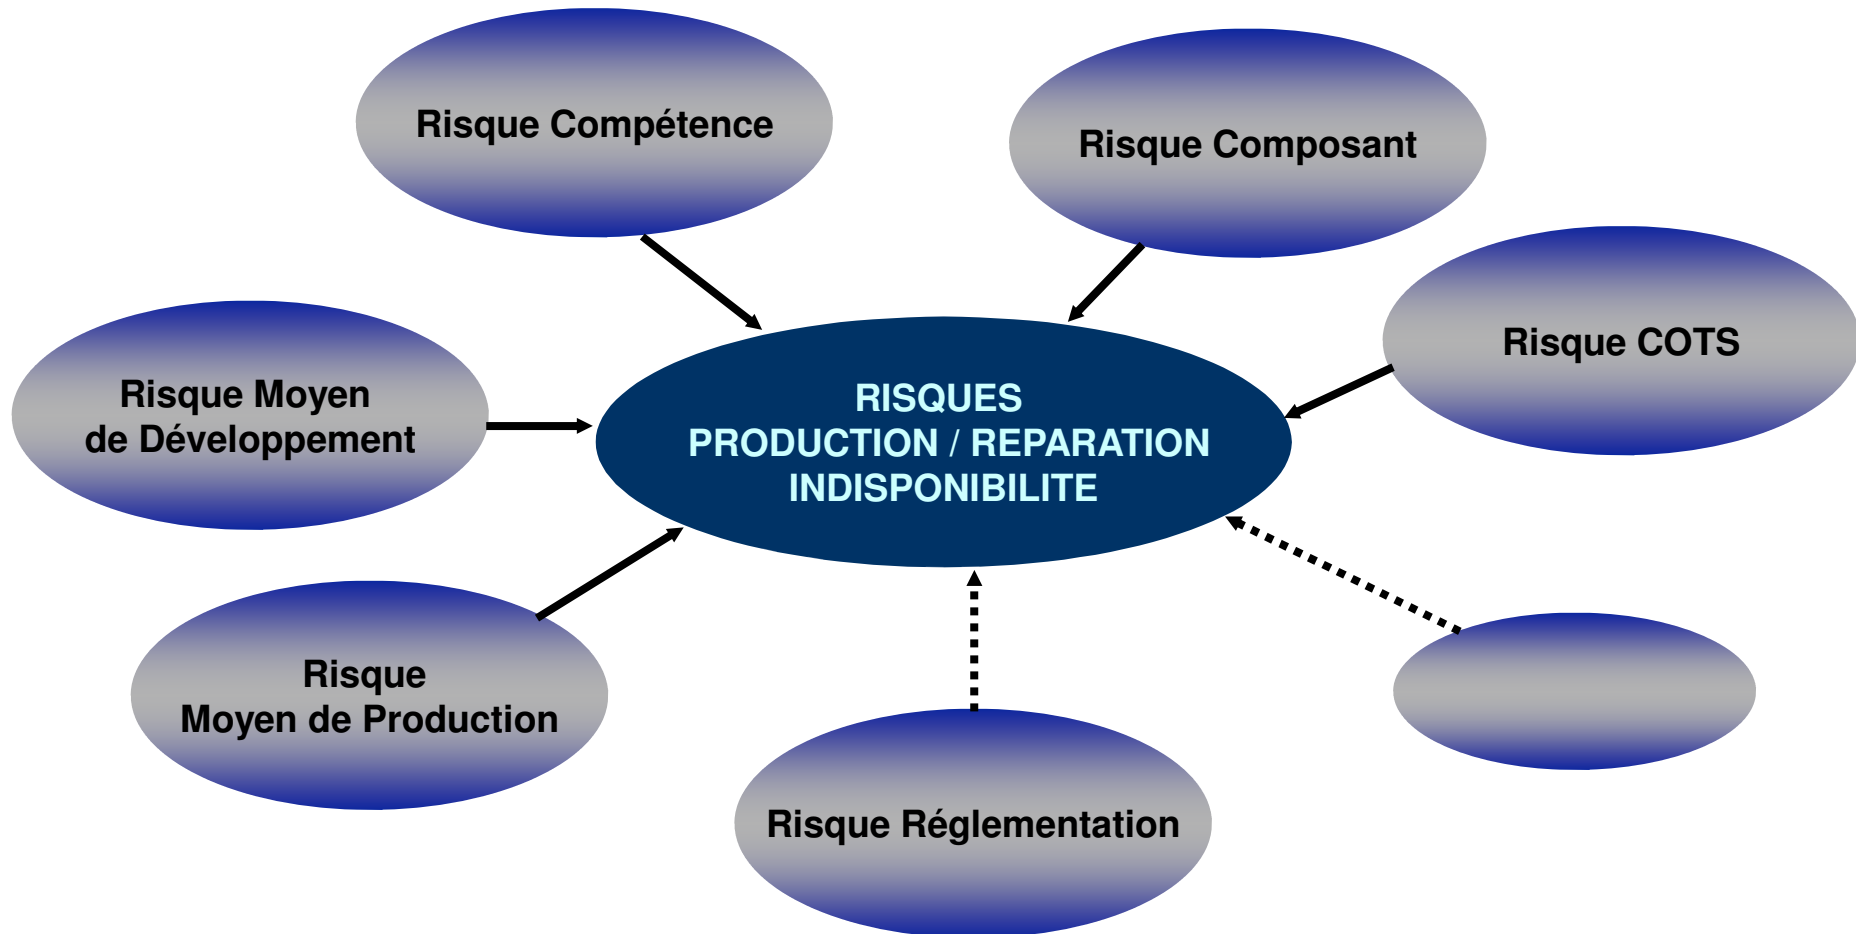 Risque Compétence
Risque Composant
Risque COTS
Risque Moyen
de Développement
RISQUES
PRODUCTION / REPARATION
INDISPONIBILITE
Risque
Moyen de Production
Risque Réglementation